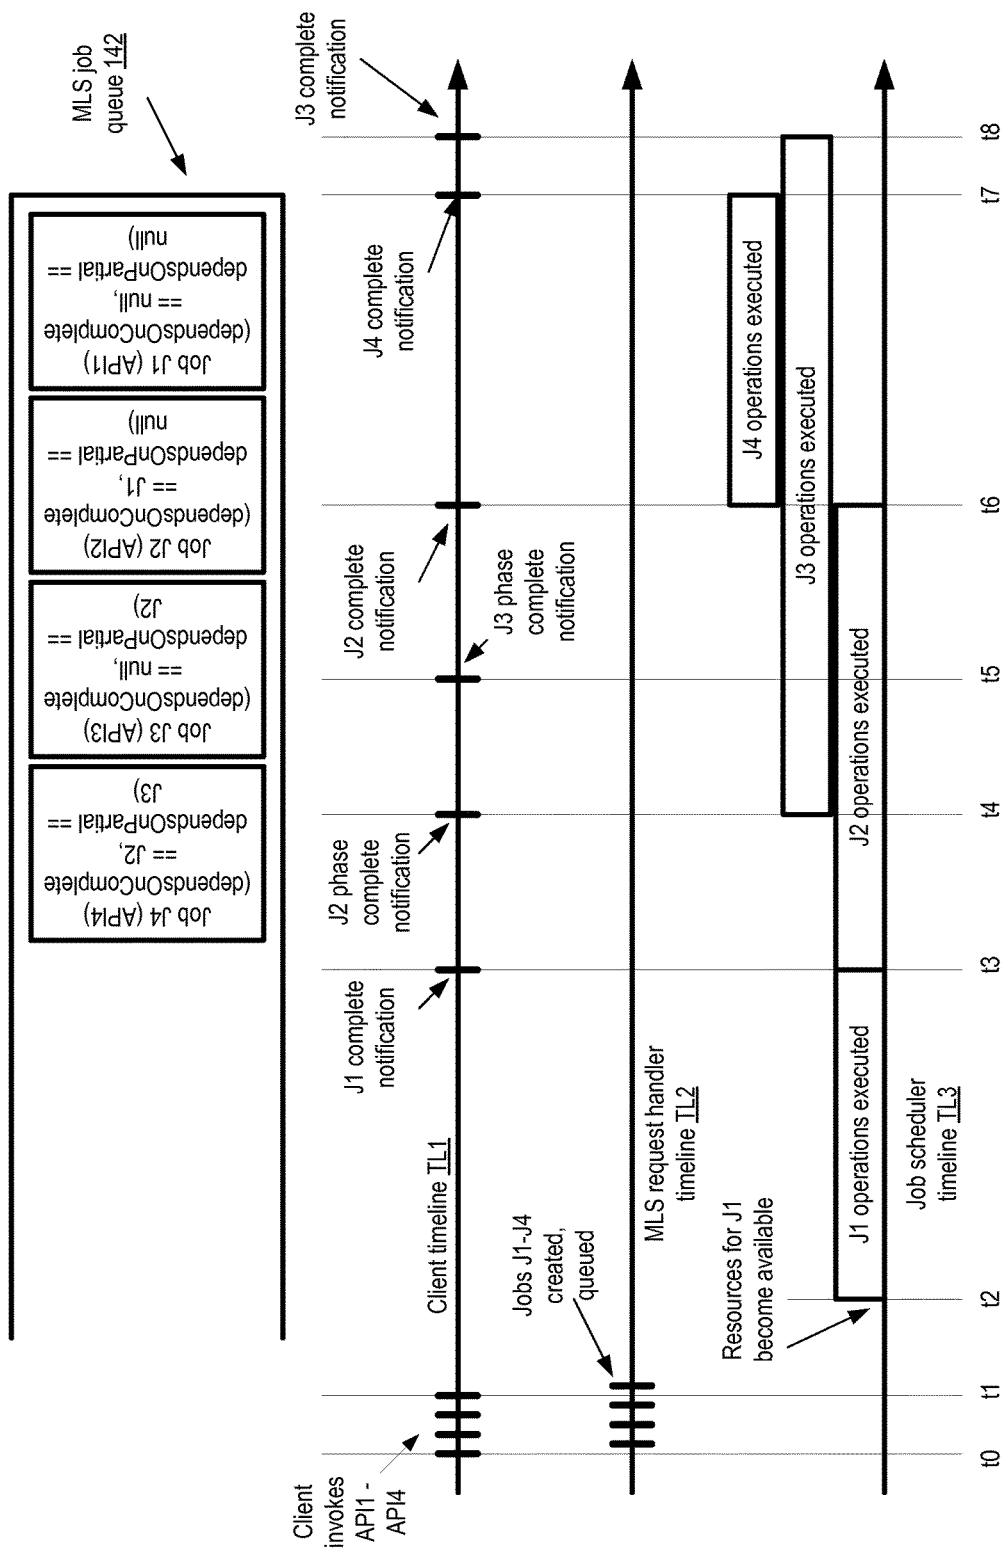 MLS job
queue 142
Job J4 (API4)
(dependsOnComplete
== J2,
dependsOnPartial ==
J3)
Job J3 (API3)
(dependsOnComplete
== null,
dependsOnPartial ==
J2)
Job J2 (API2)
(dependsOnComplete
== J1,
dependsOnPartial ==
null)
Job J1 (API1)
(dependsOnComplete
== null,
dependsOnPartial ==
null)
Client
invokes
API1 -
API4
J1 complete
notification
J2 phase
complete
notification
J2 complete
notification
J3 phase
complete
notification
J4 complete
notification
J3 complete
notification
Client timeline TL1
Jobs J1-J4
created,
queued
MLS request handler
timeline TL2
Resources for J1
become available
J4 operations executed
J3 operations executed
J1 operations executed
J2 operations executed
Job scheduler
timeline TL3
t0
t1
t2
t3
t4
t5
t6
t7
t8